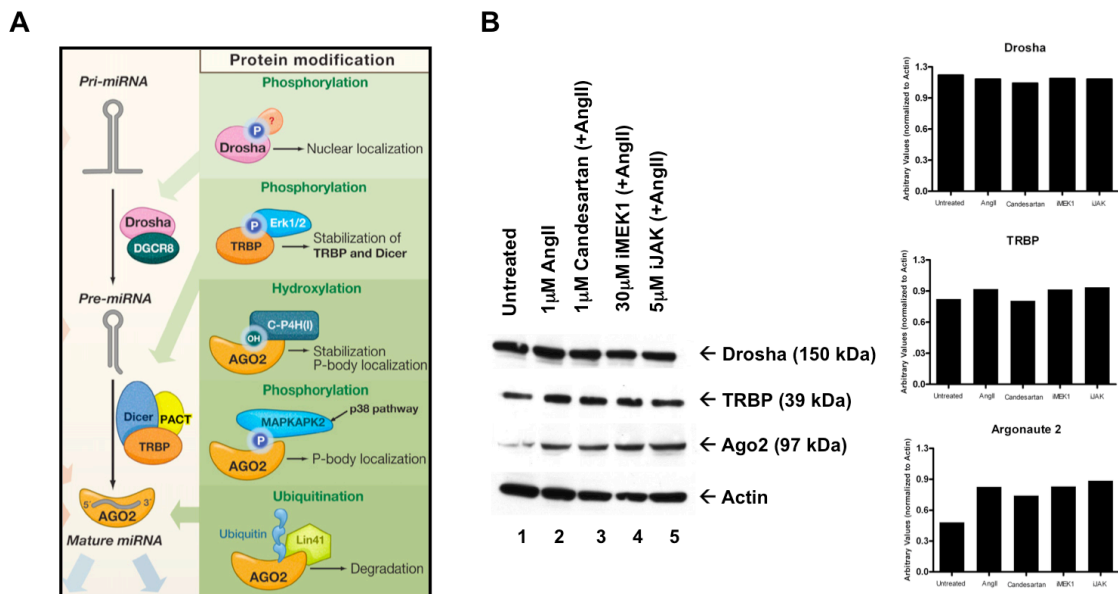 A
Protein modification
Pri-miRNA
Phosphorylation
P
?
Drosha
Nuclear localization
Phosphorylation
Drosha
DGCR8
P
Erk1/2
TRBP
Stabilization of
TRBP and Dicer
Pre-miRNA
Hydroxylation
C-P4H(I)
OH
AGO2
Stabilization
P-body localization
Phosphorylation
p38 pathway
Dicer
PACT
TRBP
MAPKAPK2
P
AGO2
P-body localization
5´
3´
AGO2
Mature miRNA
Ubiquitination
Ubiquitin
Lin41
AGO2
Degradation
B
Untreated
1µM AngII
1µM Candesartan (+AngII)
30µM iMEK1 (+AngII)
5µM iJAK (+AngII)
← Drosha (150 kDa)
← TRBP (39 kDa)
← Ago2 (97 kDa)
← Actin
1 2 3 4 5
Drosha
Arbitrary Values (normalized to Actin)
1.3
1.0
0.6
0.3
0.0
Untreated AngII Candesartan iMEK1 iJAK
TRBP
Arbitrary Values (normalized to Actin)
1.3
0.9
0.6
.03
0.0
Untreated AngII Candesartan iMEK1 iJAK
Argonaute 2
Arbitrary Values (normalized to Actin)
1.2
0.9
0.6
0.3
0.0
Untreated AngII Candesartan iMEK1 iJAK